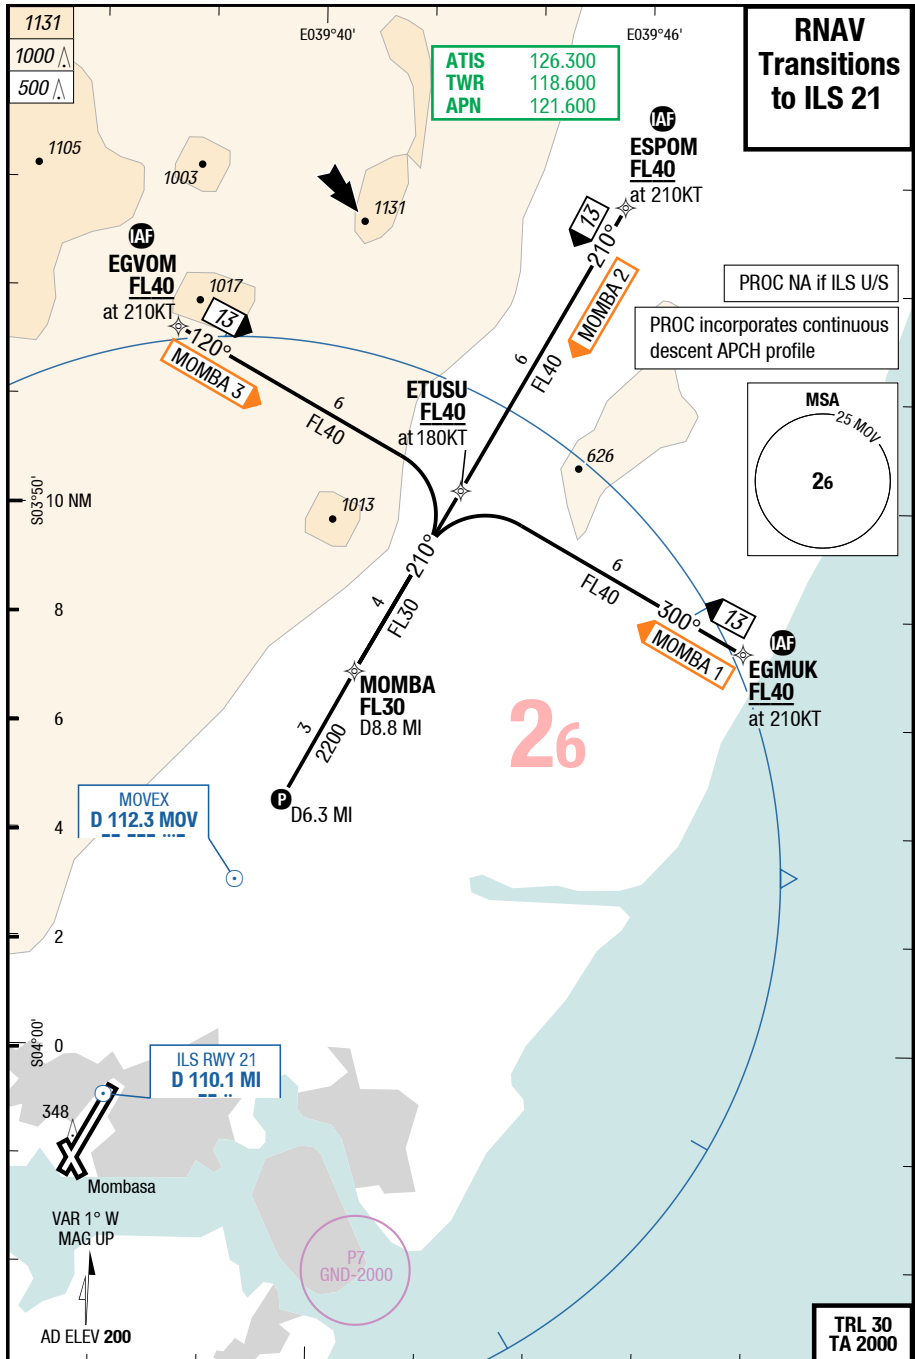 1131
1000
500
E039°40'
E039°46'
RNAV
Transitions
to ILS 21
ATIS 126.300
TWR 118.600
APN 121.600
1105
1003
1131
IAF
ESPOM
FL40
at 210KT
13
210°
MOMBA 2
6
FL40
IAF
EGVOM
FL40
at 210KT
1017
13
120°
MOMBA 3
6
FL40
PROC NA if ILS U/S
PROC incorporates continuous
descent APCH profile
ETUSU
FL40
at 180KT
MSA
25 MOV
26
626
S03°50'
10 NM
1013
210°
4
FL30
6
FL40
300°
13
MOMBA 1
IAF
EGMUK
FL40
at 210KT
8
MOMBA
FL30
D8.8 MI
6
3
2200
26
P
D6.3 MI
MOVEX
D 112.3 MOV
4
2
S04°00'
0
ILS RWY 21
D 110.1 MI
348
Mombasa
VAR 1° W
MAG UP
P7
GND-2000
AD ELEV 200
TRL 30
TA 2000